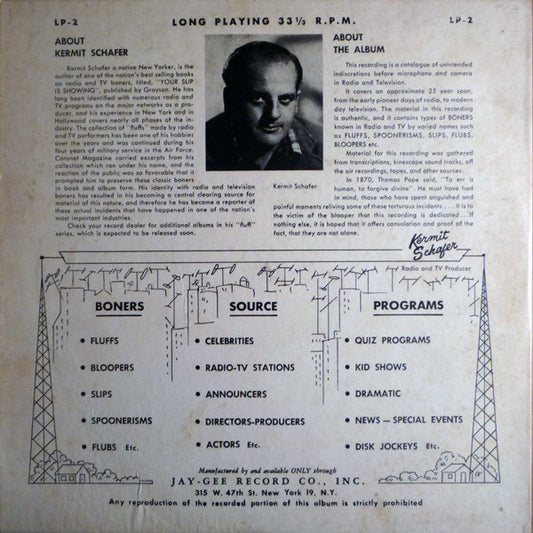 LP-2
LONG PLAYING 33⅓ R.P.M.
LP-2
ABOUT
KERMIT SCHAFER
Kermit Schafer a native New Yorker, is the
author of one of the nation's best selling books
on radio and TV boners, titled, "YOUR SLIP
IS SHOWING", published by Grayson. He has
long been identified with numerous radio and
TV programs on the major networks as a pro-
ducer, and his experience in New York and in
Hollywood covers nearly all phases of the in-
dustry. The collection of "fluffs" made by radio
and TV performers has been one of his hobbies
over the years and was continued during his
four years of military service in the Air Force.
Coronet Magazine carried excerpts from his
collection which ran under his name, and the
reaction of the public was so favorable that it
prompted him to preserve these classic boners
in book and album form. His identity with radio and television
boners has resulted in his becoming a central clearing source for
material of this nature, and therefore he has become a reporter of
these actual incidents that have happened in one of the nation's
most important industries.
Check your record dealer for additional albums in his "fluff"
series, which is expected to be released soon.
Kermit Schafer
ABOUT
THE ALBUM
This recording is a catalogue of unintended
indiscretions before microphone and camera
in Radio and Television.
It covers an approximate 25 year span,
from the early pioneer days of radio, to modern
day television. The material in this recording
is authentic, and it contains types of BONERS
known in Radio and TV by varied names such
as FLUFFS, SPOONERISMS, SLIPS, FLUBS,
BLOOPERS etc.
Material for this recording was gathered
from transcriptions, kinescope sound tracks, off
the air recordings, tapes, and other sources.
In 1870, Thomas Pope said, "To err is
human, to forgive divine". He must have had
in mind, those who have spent anguished and
painful moments reliving some of these torturous incidents . . . It is to
the victim of the blooper that this recording is dedicated... If
nothing else, it is hoped that it offers consolation and proof of the
fact, that they are not alone.
Kermit
Schafer
Radio and TV Producer
BONERS
• FLUFFS
• BLOOPERS
• SLIPS
• SPOONERISMS
• FLUBS Etc.
SOURCE
• CELEBRITIES
• RADIO-TV STATIONS
• ANNOUNCERS
• DIRECTORS-PRODUCERS
• ACTORS Etc.
PROGRAMS
• QUIZ PROGRAMS
• KID SHOWS
• DRAMATIC
• NEWS — SPECIAL EVENTS
• DISK JOCKEYS Etc.
Manufactured by and available ONLY through
JAY-GEE RECORD CO., INC.
315 W. 47th St. New York 19, N.Y.
Any reproduction of the recorded portion of this album is strictly prohibited